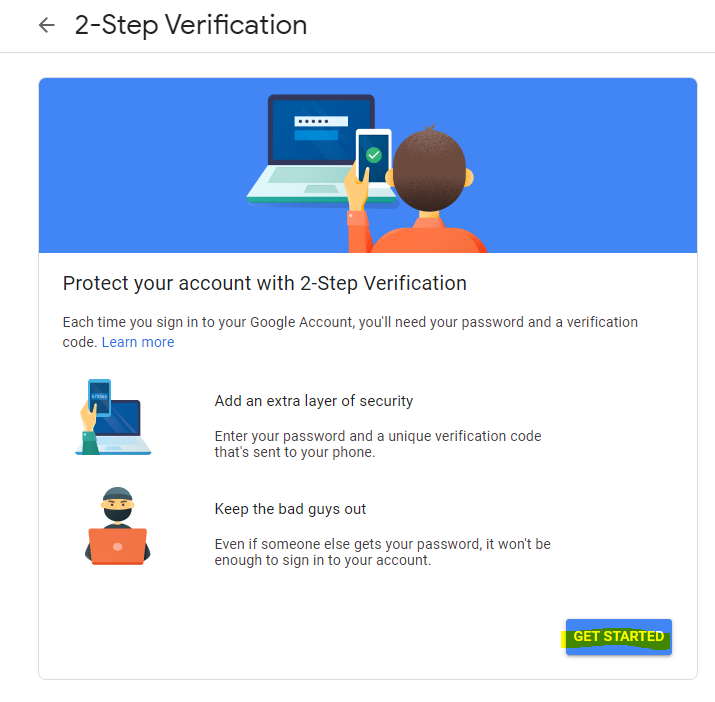 2-Step Verification
Protect your account with 2-Step Verification
Each time you sign in to your Google Account, you'll need your password and a verification
code. Learn more
Add an extra layer of security
Enter your password and a unique verification code
that's sent to your phone.
Keep the bad guys out
Even if someone else gets your password, it won't be
enough to sign in to your account.
GET STARTED